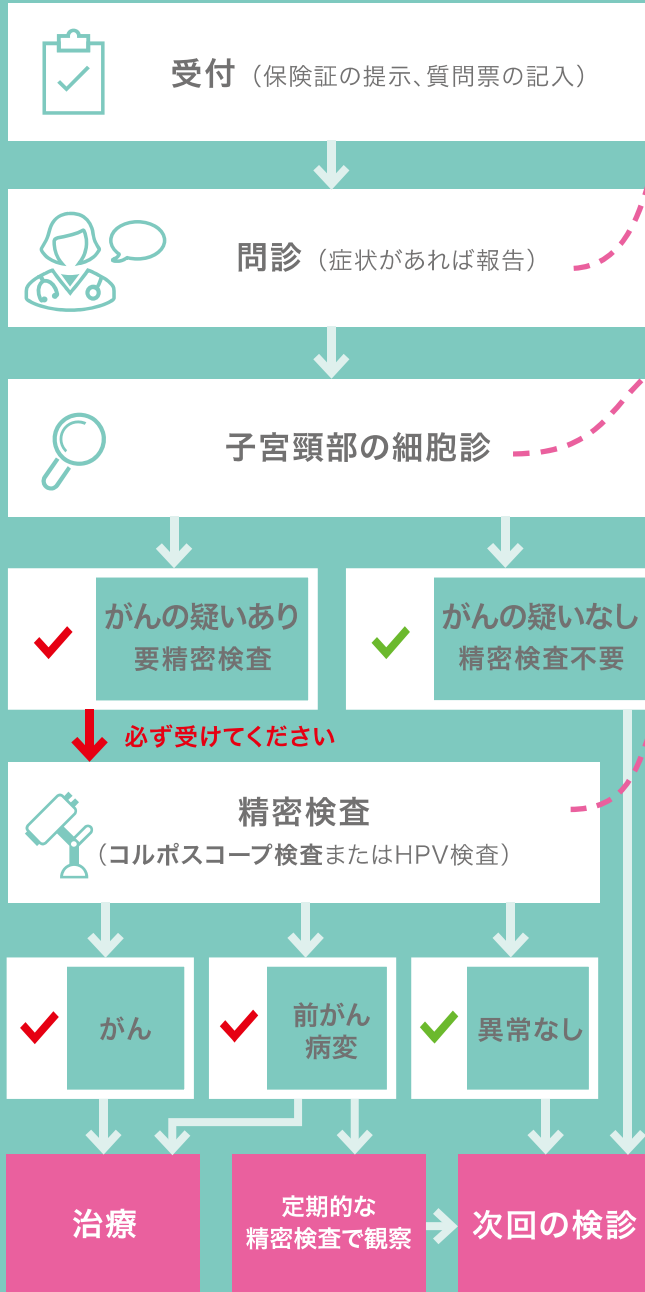 受付（保険証の提示、質問票の記入）
問診（症状があれば報告）
子宮頸部の細胞診
がんの疑いあり
要精密検査
がんの疑いなし
精密検査不要
必ず受けてください
精密検査
（コルポスコープ検査またはHPV検査）
がん
前がん
病変
異常なし
治療
定期的な
精密検査で観察
次回の検診